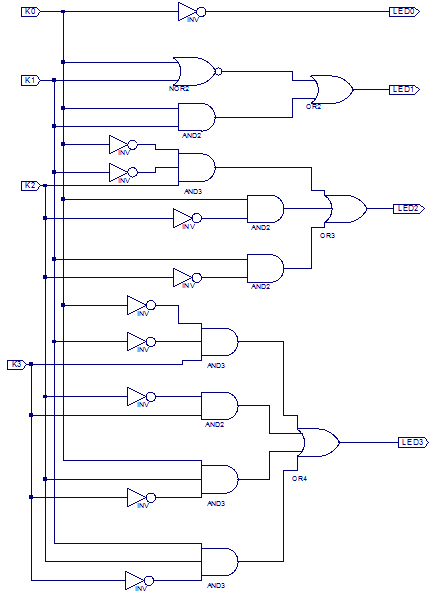 K0
INV
LED0
K1
NOR2
OR2
LED1
AND2
INV
INV
K2
AND3
INV
AND2
OR3
LED2
INV
AND2
INV
INV
K3
AND3
INV
AND2
OR4
LED3
INV
AND3
INV
AND3